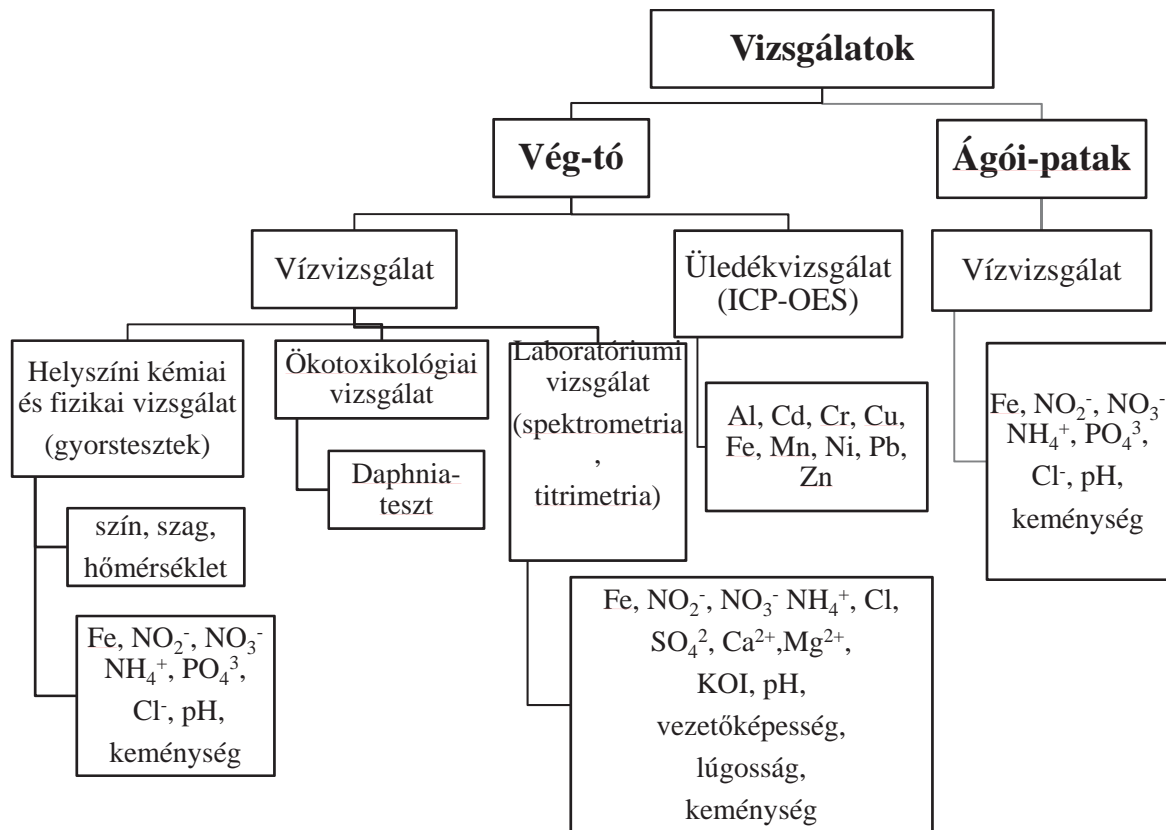 Vizsgálatok
Vég-tó
Ágói-patak
Vízvizsgálat
Üledékvizsgálat
(ICP-OES)
Vízvizsgálat
Helyszíni kémiai
és fizikai vizsgálat
(gyorstesztek)
Ökotoxikológiai
vizsgálat
Laboratóriumi
vizsgálat
(spektrometria
,
titrimetria)
Al, Cd, Cr, Cu,
Fe, Mn, Ni, Pb,
Zn
Fe, NO₂⁻, NO₃⁻
NH₄⁺, PO₄³,
Cl⁻, pH,
keménység
Daphnia-
teszt
szín, szag,
hőmérséklet
Fe, NO₂⁻, NO₃⁻
NH₄⁺, PO₄³,
Cl⁻, pH,
keménység
Fe, NO₂⁻, NO₃⁻ NH₄⁺, Cl,
SO₄², Ca²⁺,Mg²⁺,
KOI, pH,
vezetőképesség,
lúgosság,
keménység